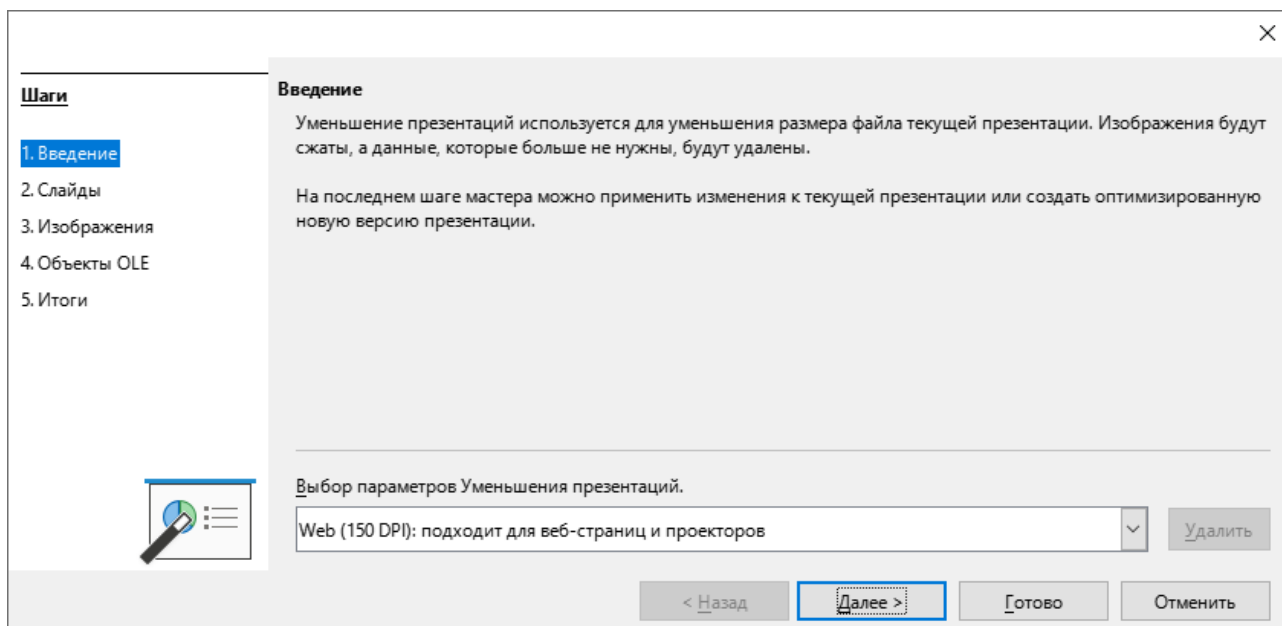 Шаги
1. Введение
2. Слайды
3. Изображения
4. Объекты OLE
5. Итоги
Введение
Уменьшение презентаций используется для уменьшения размера файла текущей презентации. Изображения будут
сжаты, а данные, которые больше не нужны, будут удалены.
На последнем шаге мастера можно применить изменения к текущей презентации или создать оптимизированную
новую версию презентации.
Выбор параметров Уменьшения презентаций.
Web (150 DPI): подходит для веб-страниц и проекторов
Удалить
< Назад
Далее >
Готово
Отменить